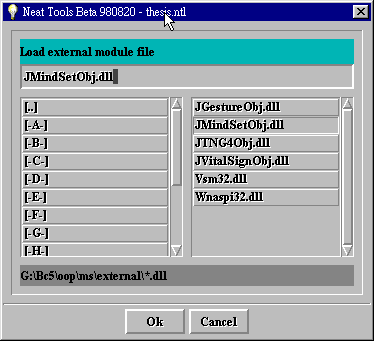 Neat Tools Beta 980820 - thesis.ntl
Load external module file
JMindSetObj.dll
[..]
[-A-]
[-B-]
[-C-]
[-D-]
[-E-]
[-F-]
[-G-]
[-H-]
JGestureObj.dll
JMindSetObj.dll
JTNG4Obj.dll
JVitalSignObj.dll
Vsm32.dll
Wnaspi32.dll
G:\Bc5\oop\ms\external\*.dll
Ok
Cancel